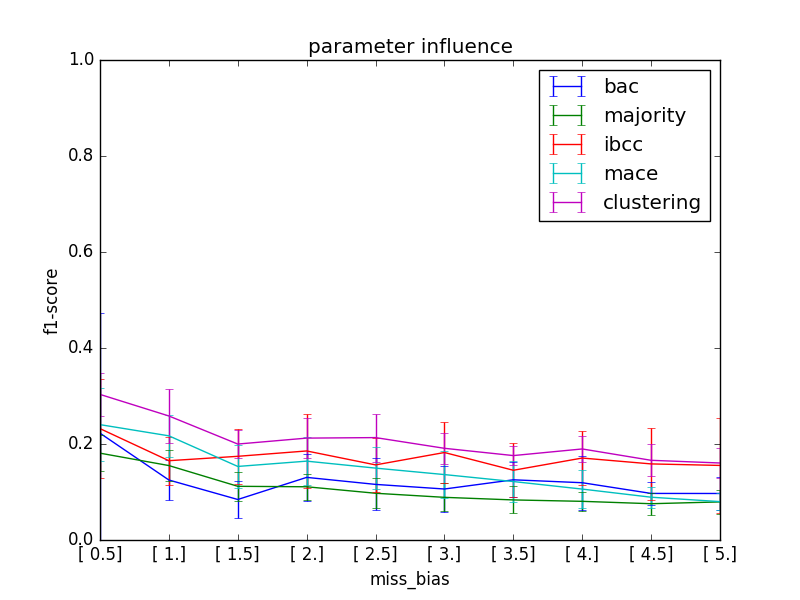 parameter influence
1.0
bac
majority
ibcc
mace
clustering
0.8
0.6
0.4
0.2
0.0
f1-score
[ 0.5] [ 1.] [ 1.5] [ 2.] [ 2.5] [ 3.] [ 3.5] [ 4.] [ 4.5] [ 5.]
miss_bias